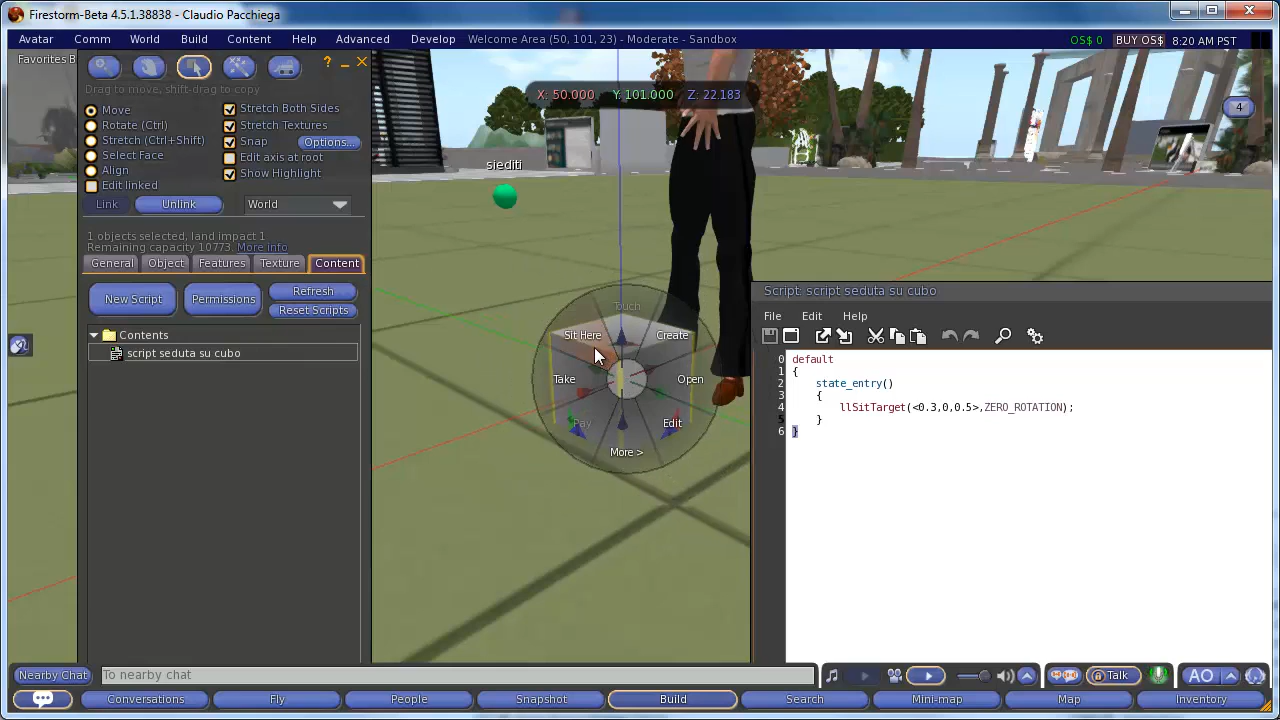 Firestorm-Beta 4.5.1.38838 - Claudio Pacchiega
Avatar Comm World Build Content Help Advanced Develop Welcome Area (50, 101, 23) - Moderate - Sandbox OS$ 0 BUY OS$ 8:20 AM PST
Favorites B
Drag to move, shift-drag to copy
Move
Rotate (Ctrl)
Align
Edit linked
Stretch Both Sides
Stretch Textures
Snap Options...
Edit axis at root
Show Highlight
Link Unlink World
1 objects selected, land impact 1
Remaining capacity 10773. More info
General Object Features Texture Content
New Script Permissions Refresh
Reset Scripts
Contents
script seduta su cubo
X: 50.000 Y: 101.000 Z: 22.183
4
siediti
Touch
Sit Here Create
Take Open
Pay Edit
More >
Script: script seduta su cubo
File Edit Help
0 default
1 {
2 state_entry()
3 {
4 llSitTarget(<0.3,0,0.5>,ZERO_ROTATION);
5 }
6 }
Nearby Chat To nearby chat Talk AO
Conversations Fly People Snapshot Build Search Mini-map Map Inventory